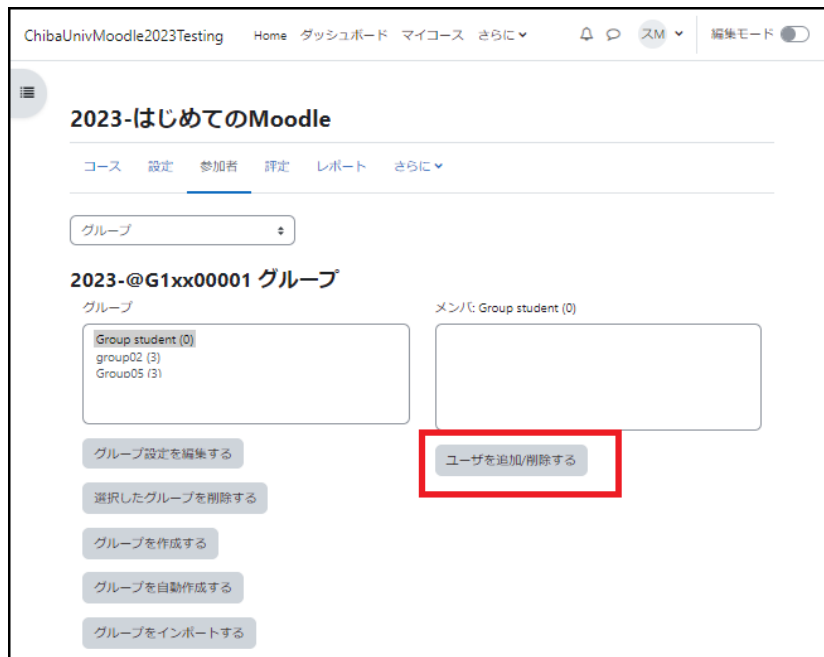 ChibaUnivMoodle2023Testing Home ダッシュボード マイコース さらに スM 編集モード
2023-はじめてのMoodle
コース 設定 参加者 評定 レポート さらに
グループ
2023-@G1xx00001 グループ
グループ
Group student (0)
group02 (3)
Group05 (3)
メンバ: Group student (0)
グループ設定を編集する
選択したグループを削除する
グループを作成する
グループを自動作成する
グループをインポートする
ユーザを追加/削除する